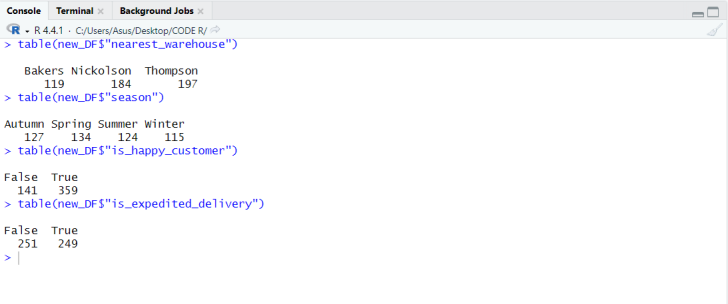 Console Terminal × Background Jobs ×
R R 4.4.1 · C:/Users/Asus/Desktop/CODE R/
> table(new_DF$"nearest_warehouse")
Bakers Nickolson Thompson
119 184 197
> table(new_DF$"season")
Autumn Spring Summer Winter
127 134 124 115
> table(new_DF$"is_happy_customer")
False True
141 359
> table(new_DF$"is_expedited_delivery")
False True
251 249
>